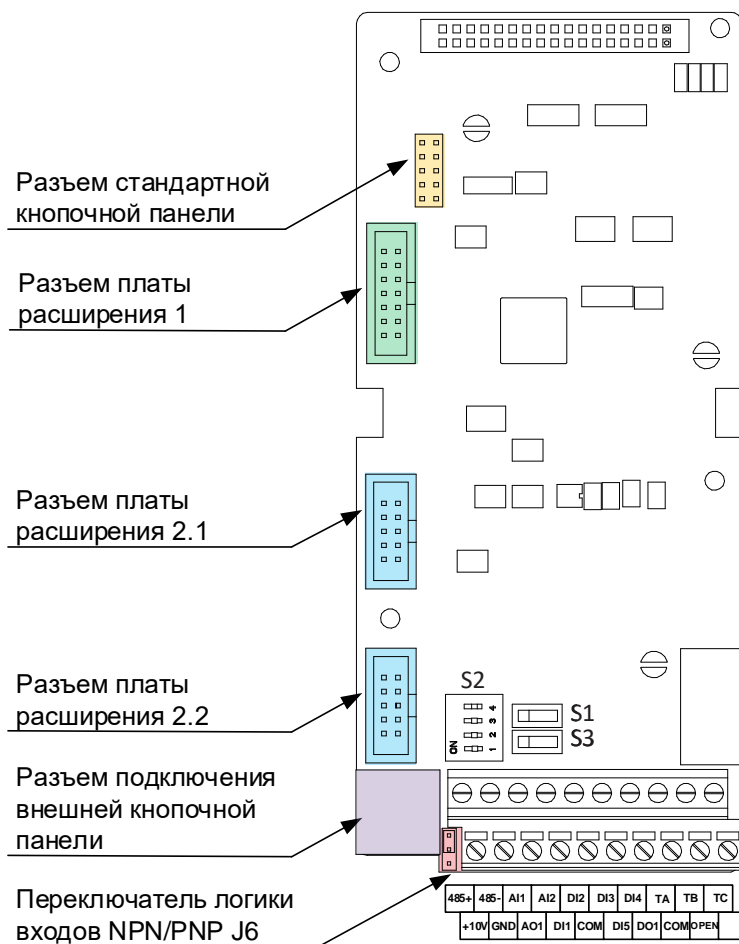 Разъем стандартной
кнопочной панели
Разъем платы
расширения 1
Разъем платы
расширения 2.1
Разъем платы
расширения 2.2
S2
ON
1 2 3 4
S1
S3
Разъем подключения
внешней кнопочной
панели
Переключатель логики
входов NPN/PNP J6
485+ 485- AI1 AI2 DI2 DI3 DI4 TA TB TC
+10V GND AO1 DI1 COM DI5 DO1 COM OPEN